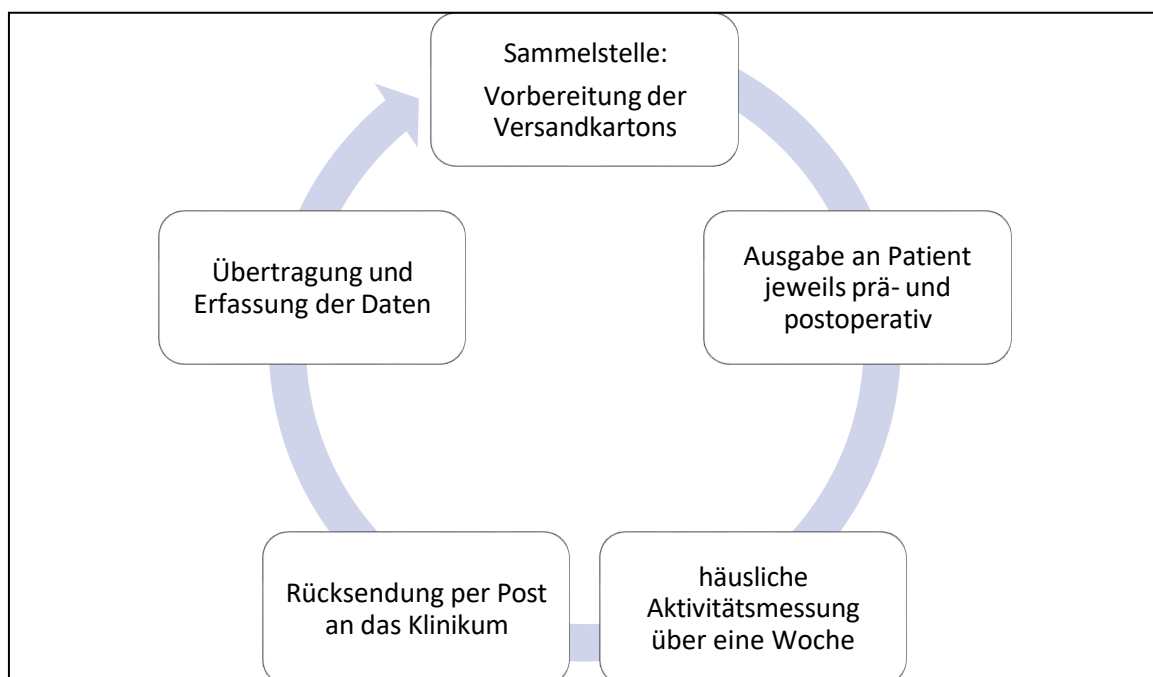 Sammelstelle:
Vorbereitung der
Versandkartons
Ausgabe an Patient
jeweils prä- und
postoperativ
häusliche
Aktivitätsmessung
über eine Woche
Rücksendung per Post
an das Klinikum
Übertragung und
Erfassung der Daten